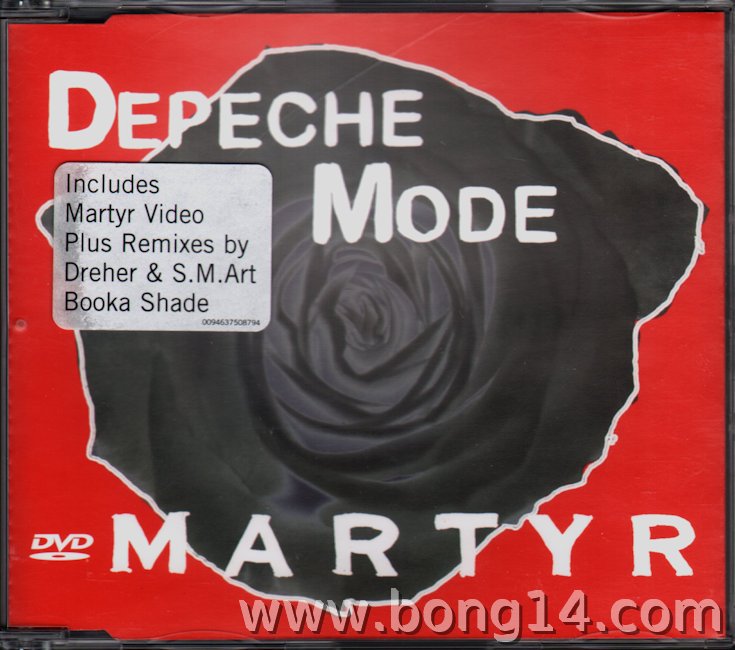 DEPECHE
MODE
Includes
Martyr Video
Plus Remixes by
Dreher & S.M.Art
Booka Shade
0094637508794
DVD
MARTYR
www.bong14.com